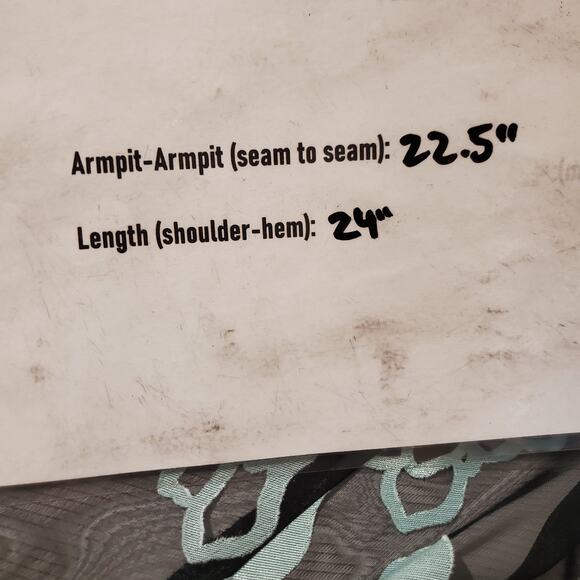 Armpit-Armpit (seam to seam): 22.5"
Length (shoulder-hem): 24"